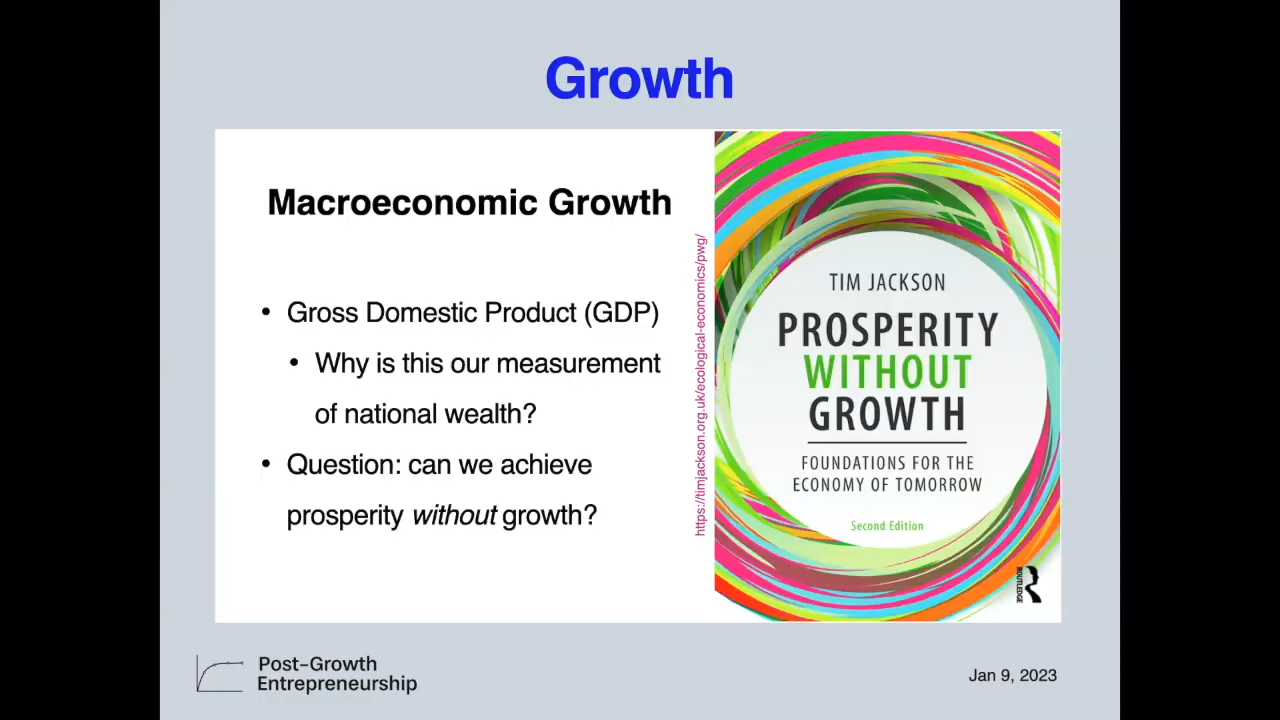 Growth
Macroeconomic Growth
• Gross Domestic Product (GDP)
• Why is this our measurement
of national wealth?
• Question: can we achieve
prosperity without growth?
https://timjackson.org.uk/ecological-economics/pwg/
TIM JACKSON
PROSPERITY
WITHOUT
GROWTH
FOUNDATIONS FOR THE
ECONOMY OF TOMORROW
Second Edition
ROUTLEDGE
Post-Growth
Entrepreneurship
Jan 9, 2023